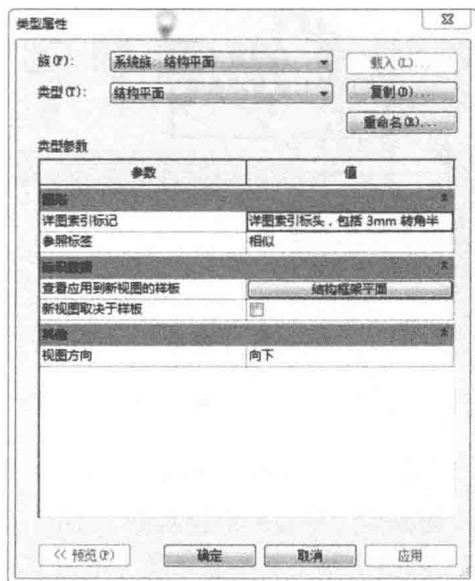 类型属性
族(F): 系统族: 结构平面 载入(L)...
类型(T): 结构平面 复制(D)...
重命名(R)...
类型参数
参数 值
图形
详图索引标记 详图索引标头，包括 3mm 转角半
参照标签 相似
标识数据
查看应用到新视图的样板 结构框架平面
新视图取决于样板
其他
视图方向 向下
<< 预览(P) 确定 取消 应用